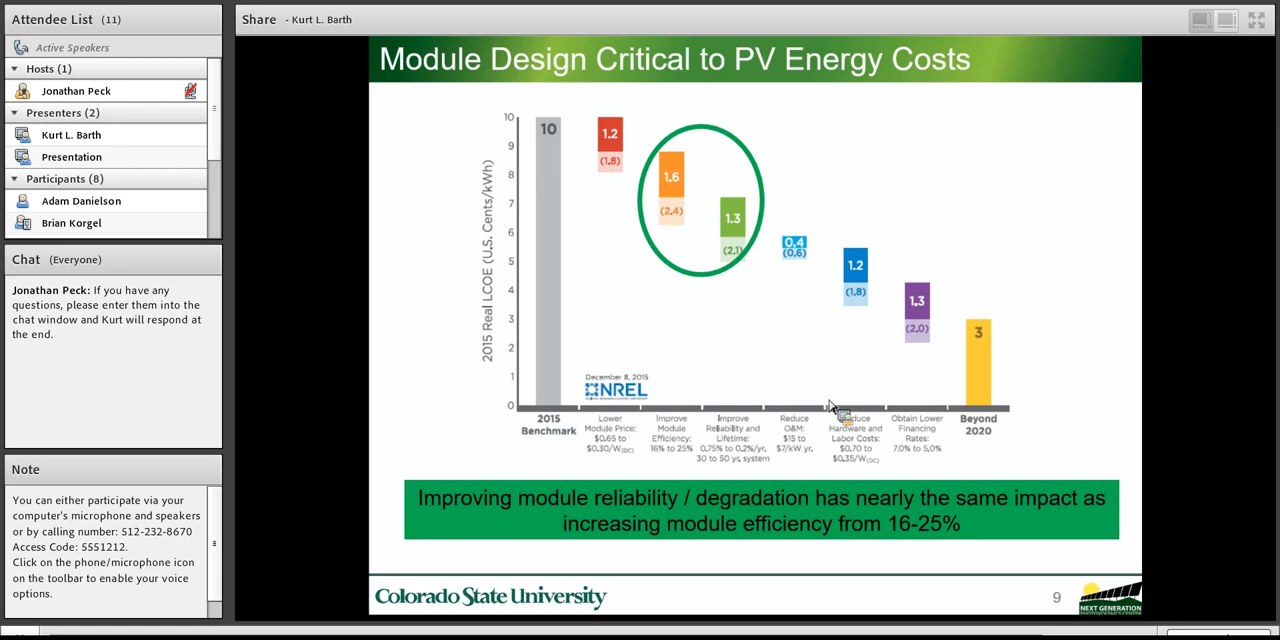 Attendee List (11)
Active Speakers
Hosts (1)
Jonathan Peck
Presenters (2)
Kurt L. Barth
Presentation
Participants (8)
Adam Danielson
Brian Korgel
Chat (Everyone)
Jonathan Peck: If you have any
questions, please enter them into the
chat window and Kurt will respond at
the end.
Note
You can either participate via your
computer's microphone and speakers
or by calling number: 512-232-8670
Access Code: 5551212.
Click on the phone/microphone icon
on the toolbar to enable your voice
options.
Share - Kurt L. Barth
Module Design Critical to PV Energy Costs
2015 Real LCOE (U.S. Cents/kWh)
10
9
8
7
6
5
4
3
2
1
0
10
1.2
(1.8)
1.6
(2.4)
1.3
(2.1)
0.4
(0.6)
1.2
(1.8)
1.3
(2.0)
3
December 8, 2015
NREL
2015
Benchmark
Lower
Module Price:
$0.65 to
$0.30/W(DC)
Improve
Module
Efficiency:
16% to 25%
Improve
Reliability and
Lifetime:
0.75% to 0.2%/yr.
30 to 50 yr. system
Reduce
O&M:
$15 to
$7/kW yr.
Hardware and
Labor Costs:
$0.70 to
$0.35/W(DC)
Obtain Lower
Financing
Rates:
7.0% to 5.0%
Beyond
2020
Improving module reliability / degradation has nearly the same impact as
increasing module efficiency from 16-25%
Colorado State University
9
NEXT GENERATION